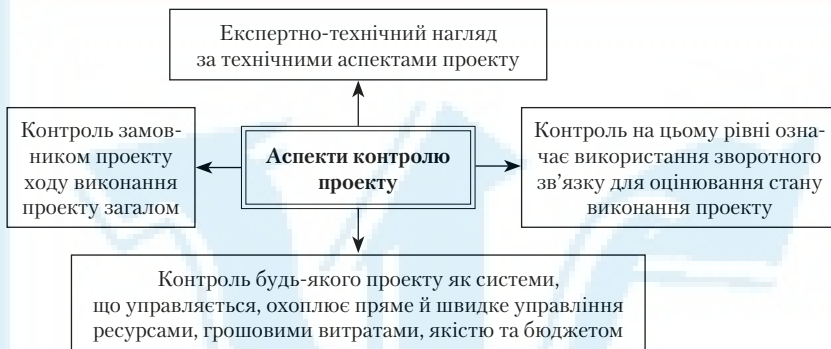 Експертно-технічний нагляд
за технічними аспектами проекту
Контроль замов-
ником проекту
ходу виконання
проекту загалом
Аспекти контролю
проекту
Контроль на цьому рівні озна-
чає використання зворотного
зв’язку для оцінювання стану
виконання проекту
Контроль будь-якого проекту як системи,
що управляється, охоплює пряме й швидке управління
ресурсами, грошовими витратами, якістю та бюджетом